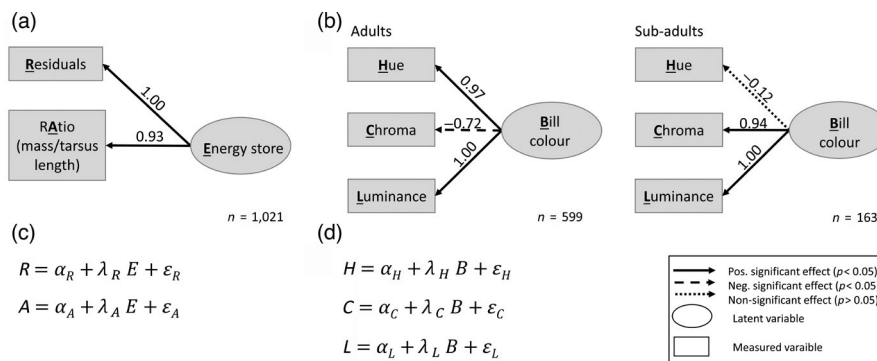 (a)
Residuals
RAtio
(mass/tarsus
length)
1.00
0.93
Energy store
n = 1,021
(b)
Adults
Hue
Chroma
Luminance
0.97
−0.72
1.00
Bill
colour
n = 599
Sub-adults
Hue
Chroma
Luminance
−0.12
0.94
1.00
Bill
colour
n = 163
(c)
R = α_R + λ_R E + ε_R
A = α_A + λ_A E + ε_A
(d)
H = α_H + λ_H B + ε_H
C = α_C + λ_C B + ε_C
L = α_L + λ_L B + ε_L
Pos. significant effect (p < 0.05)
Neg. significant effect (p < 0.05
Non-significant effect (p > 0.05)
Latent variable
Measured varaible